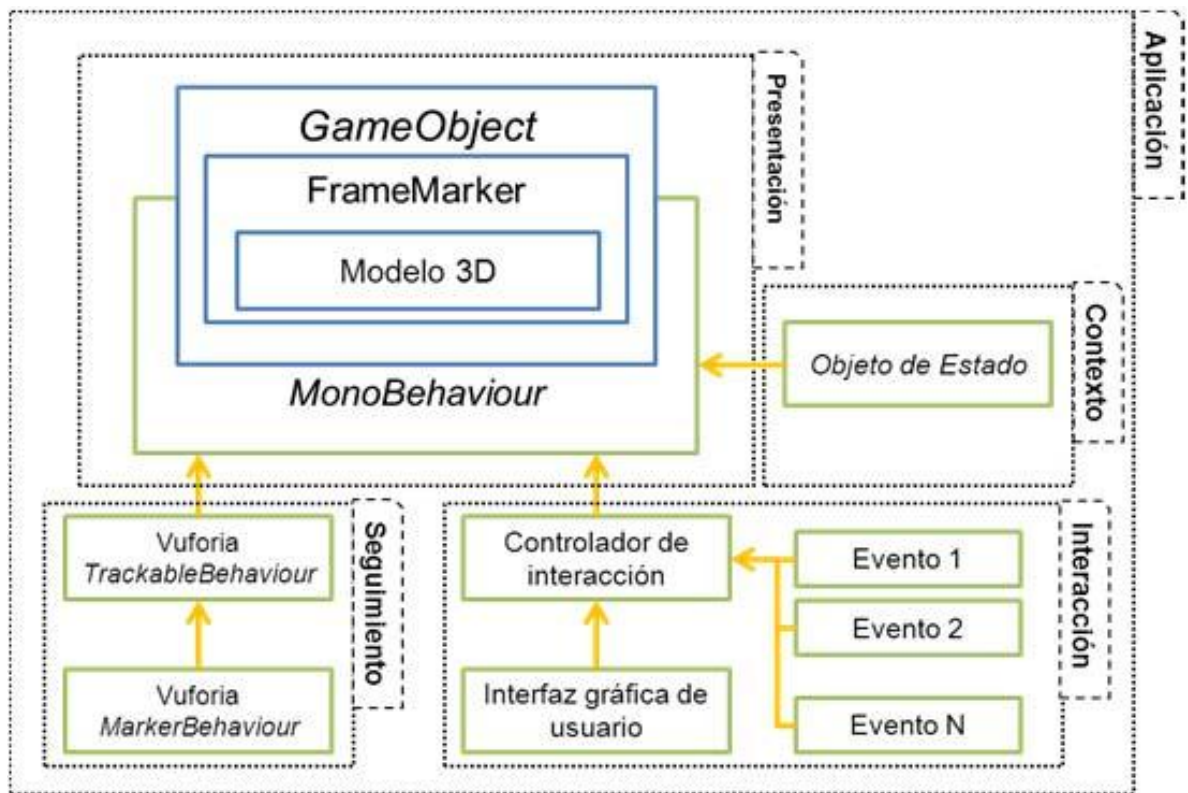 Aplicación
Presentación
GameObject
FrameMarker
Modelo 3D
MonoBehaviour
Contexto
Objeto de Estado
Seguimiento
Vuforia
TrackableBehaviour
Vuforia
MarkerBehaviour
Interacción
Controlador de
interacción
Interfaz gráfica de
usuario
Evento 1
Evento 2
Evento N